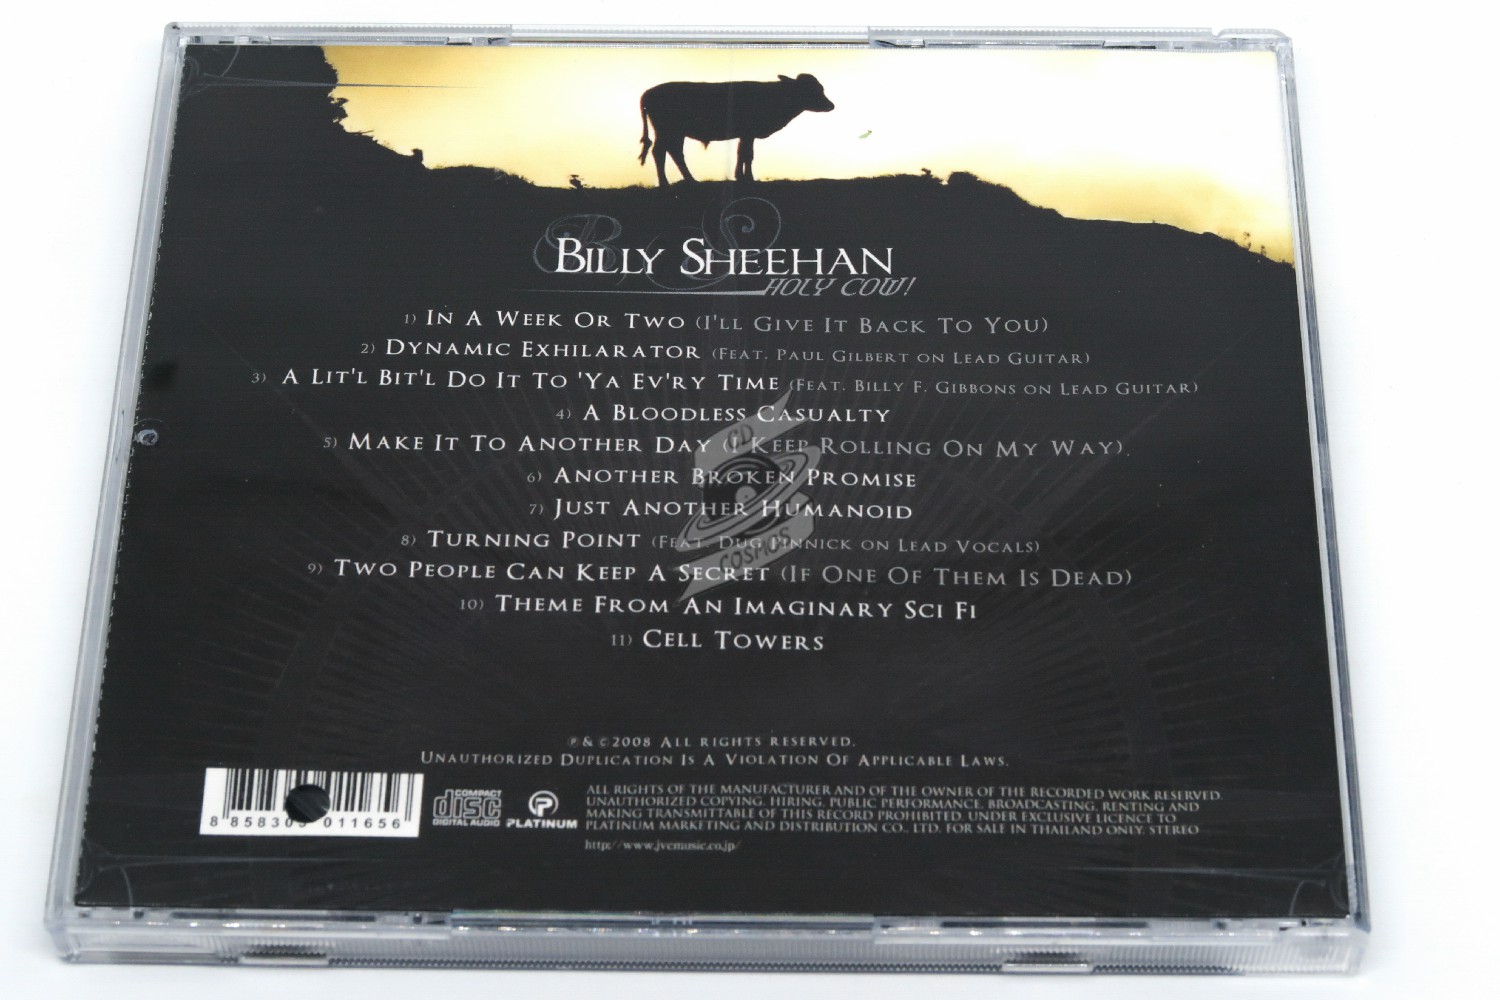 BILLY SHEEHAN
HOLY COW!
1) IN A WEEK OR TWO (I'LL GIVE IT BACK TO YOU)
2) DYNAMIC EXHILARATOR (FEAT. PAUL GILBERT ON LEAD GUITAR)
3) A LIT'L BIT'L DO IT TO 'YA EV'RY TIME (FEAT. BILLY F. GIBBONS ON LEAD GUITAR)
4) A BLOODLESS CASUALTY
5) MAKE IT TO ANOTHER DAY (I KEEP ROLLING ON MY WAY).
6) ANOTHER BROKEN PROMISE
7) JUST ANOTHER HUMANOID
8) TURNING POINT (FEAT. DUG PINNICK ON LEAD VOCALS)
9) TWO PEOPLE CAN KEEP A SECRET (IF ONE OF THEM IS DEAD)
10) THEME FROM AN IMAGINARY SCI FI
11) CELL TOWERS
CD
COSMOS
℗ & © 2008 ALL RIGHTS RESERVED.
UNAUTHORIZED DUPLICATION IS A VIOLATION OF APPLICABLE LAWS.
8 85830 011656
COMPACT
disc
DIGITAL AUDIO
PLATINUM
ALL RIGHTS OF THE MANUFACTURER AND OF THE OWNER OF THE RECORDED WORK RESERVED.
UNAUTHORIZED COPYING, HIRING, PUBLIC PERFORMANCE, BROADCASTING, RENTING AND
MAKING TRANSMITTABLE OF THIS RECORD PROHIBITED. UNDER EXCLUSIVE LICENCE TO
PLATINUM MARKETING AND DISTRIBUTION CO., LTD. FOR SALE IN THAILAND ONLY. STEREO
http://www.jvcmusic.co.jp/